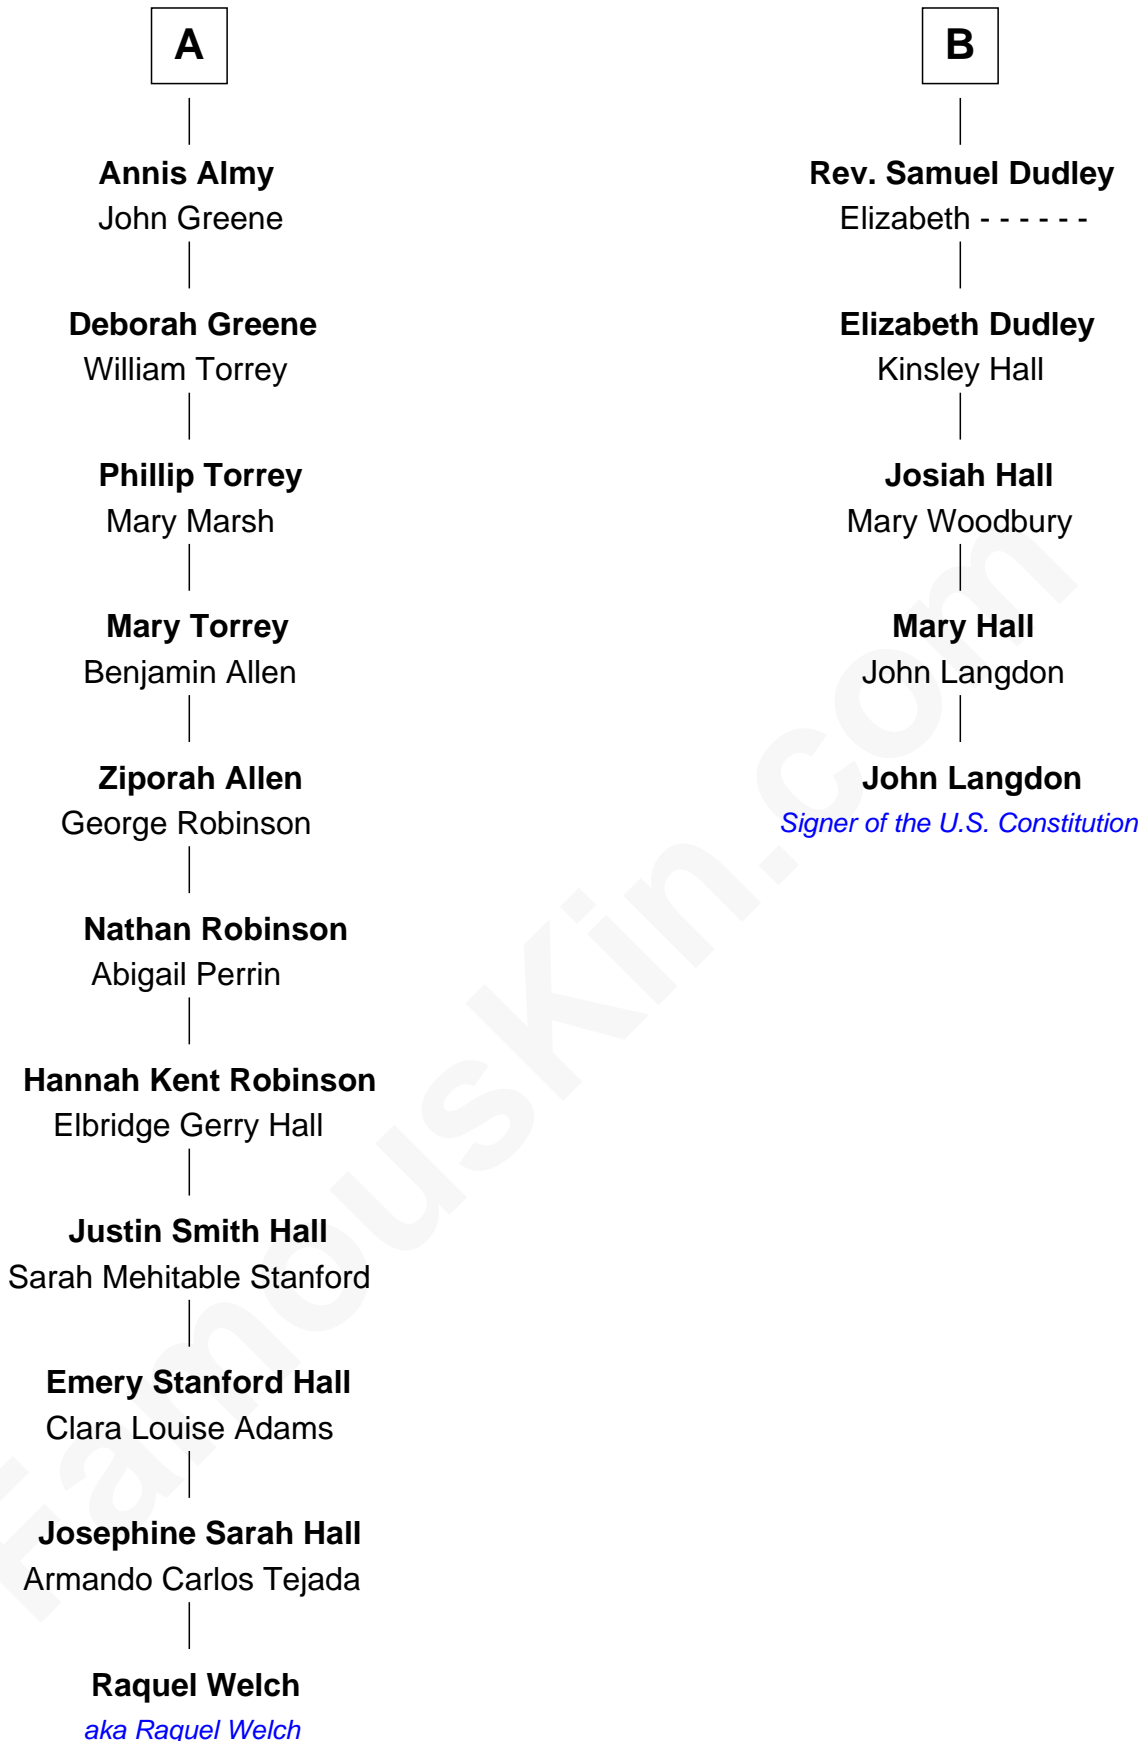 A
Annis Almy
John Greene
Deborah Greene
William Torrey
Phillip Torrey
Mary Marsh
Mary Torrey
Benjamin Allen
Ziporah Allen
George Robinson
Nathan Robinson
Abigail Perrin
Hannah Kent Robinson
Elbridge Gerry Hall
Justin Smith Hall
Sarah Mehitable Stanford
Emery Stanford Hall
Clara Louise Adams
Josephine Sarah Hall
Armando Carlos Tejada
Raquel Welch
aka Raquel Welch
B
Rev. Samuel Dudley
Elizabeth - - - - - -
Elizabeth Dudley
Kinsley Hall
Josiah Hall
Mary Woodbury
Mary Hall
John Langdon
John Langdon
Signer of the U.S. Constitution
FamousKin.com